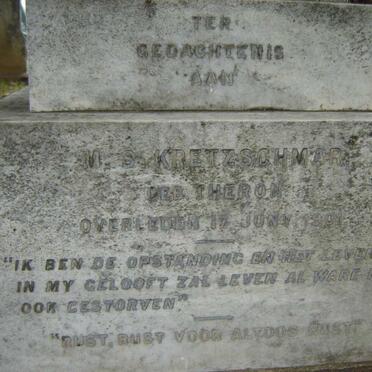 TER
GEDACHTENIS
AAN
M. S. KRETZSCHMAR
GEB THERON
OVERLEDEN 17 JUNY
"IK BEN DE OPSTANDING EN HET LEVEN
IN MY GELOOFT ZAL LEVEN AL WARE
OOK GESTORVEN"
"RUST, RUST VOOR ALTOOS RUST"